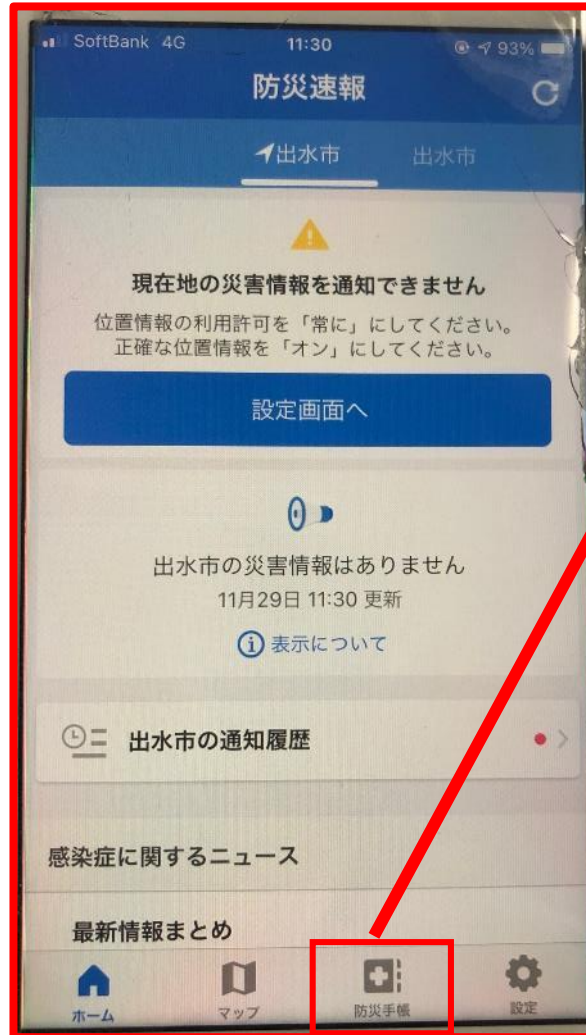 SoftBank 4G 11:30 93%
防災速報
出水市 出水市
現在地の災害情報を通知できません
位置情報の利用許可を「常に」にしてください。
正確な位置情報を「オン」にしてください。
設定画面へ
出水市の災害情報はありません
11月29日 11:30 更新
表示について
出水市の通知履歴
感染症に関するニュース
最新情報まとめ
ホーム マップ 防災手帳 設定